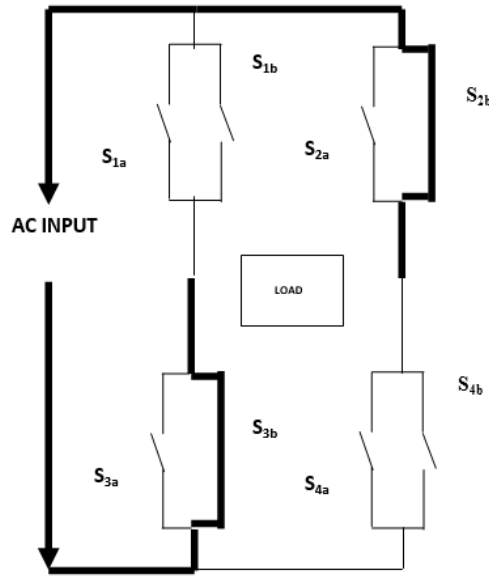 S1b
S2b
S1a
S2a
AC INPUT
LOAD
S4b
S3b
S3a
S4a